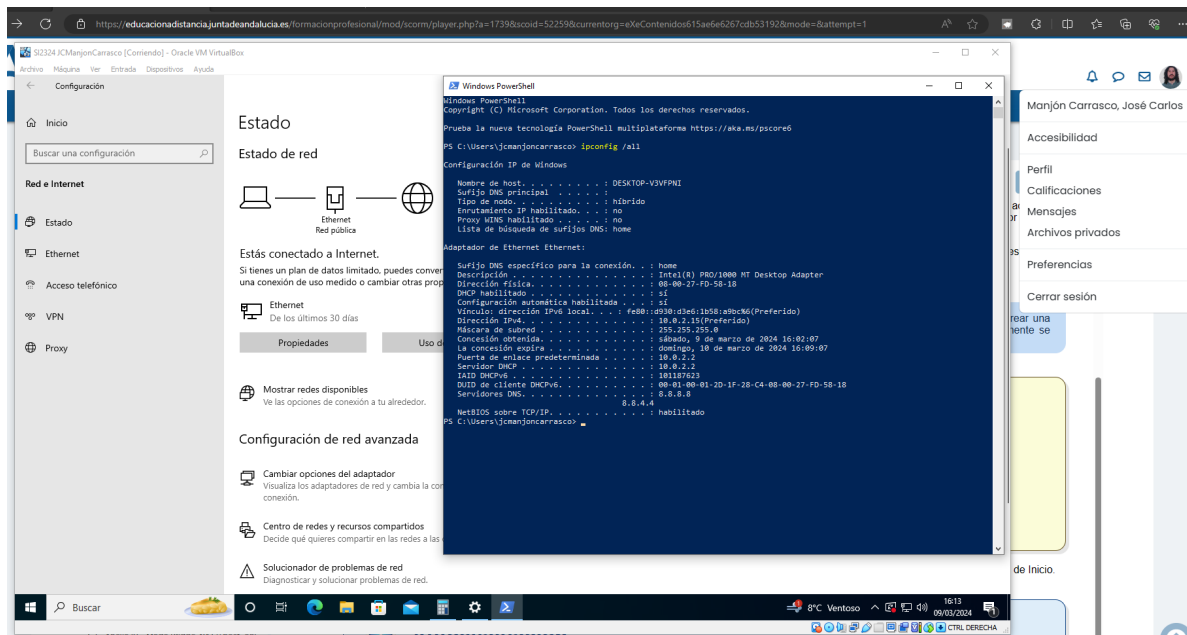 https://educacionadistancia.juntadeandalucia.es/formacionprofesional/mod/scorm/player.php?a=1739&scoid=52259&currentorg=eXeContenidos615ae6e6267cdb53192&mode=&attempt=1
SI2324 JCManjonCarrasco [Corriendo] - Oracle VM VirtualBox
Archivo Máquina Ver Entrada Dispositivos Ayuda
Configuración
Inicio
Buscar una configuración
Red e Internet
Estado
Ethernet
Acceso telefónico
VPN
Proxy
Estado
Estado de red
Ethernet
Red pública
Estás conectado a Internet.
Si tienes un plan de datos limitado, puedes conver
una conexión de uso medido o cambiar otras prop
Ethernet
De los últimos 30 días
Propiedades
Uso d
Mostrar redes disponibles
Ve las opciones de conexión a tu alrededor.
Configuración de red avanzada
Cambiar opciones del adaptador
Visualiza los adaptadores de red y cambia la con
conexión.
Centro de redes y recursos compartidos
Decide qué quieres compartir en las redes a las
Solucionador de problemas de red
Diagnosticar y solucionar problemas de red.
Windows PowerShell
Windows PowerShell
Copyright (C) Microsoft Corporation. Todos los derechos reservados.
Prueba la nueva tecnología PowerShell multiplataforma https://aka.ms/pscore6
PS C:\Users\jcmanjoncarrasco> ipconfig /all
Configuración IP de Windows
Nombre de host. . . . . . . . . : DESKTOP-V3VFPNI
Sufijo DNS principal . . . . . :
Tipo de nodo. . . . . . . . . . : híbrido
Enrutamiento IP habilitado. . . : no
Proxy WINS habilitado . . . . . : no
Lista de búsqueda de sufijos DNS: home
Adaptador de Ethernet Ethernet:
Sufijo DNS específico para la conexión. . : home
Descripción . . . . . . . . . . . . . . . : Intel(R) PRO/1000 MT Desktop Adapter
Dirección física. . . . . . . . . . . . . : 08-00-27-FD-58-18
DHCP habilitado . . . . . . . . . . . . . : sí
Configuración automática habilitada . . . : sí
Vínculo: dirección IPv6 local. . . : fe80::d930:d3e6:1b58:a9bc%6(Preferido)
Dirección IPv4. . . . . . . . . . . . . . : 10.0.2.15(Preferido)
Máscara de subred . . . . . . . . . . . . : 255.255.255.0
Concesión obtenida. . . . . . . . . . . . : sábado, 9 de marzo de 2024 16:02:07
La concesión expira . . . . . . . . . . . : domingo, 10 de marzo de 2024 16:09:07
Puerta de enlace predeterminada . . . . . : 10.0.2.2
Servidor DHCP . . . . . . . . . . . . . . : 10.0.2.2
IAID DHCPv6 . . . . . . . . . . . . . . . : 101187623
DUID de cliente DHCPv6. . . . . . . . . . : 00-01-00-01-2D-1F-28-C4-08-00-27-FD-58-18
Servidores DNS. . . . . . . . . . . . . . : 8.8.8.8
8.8.4.4
NetBIOS sobre TCP/IP. . . . . . . . . . . : habilitado
PS C:\Users\jcmanjoncarrasco>
Manjón Carrasco, José Carlos
Accesibilidad
Perfil
Calificaciones
Mensajes
Archivos privados
Preferencias
Cerrar sesión
rear una
nente se
de Inicio.
Buscar
8°C Ventoso
16:13
09/03/2024
CTRL DERECHA